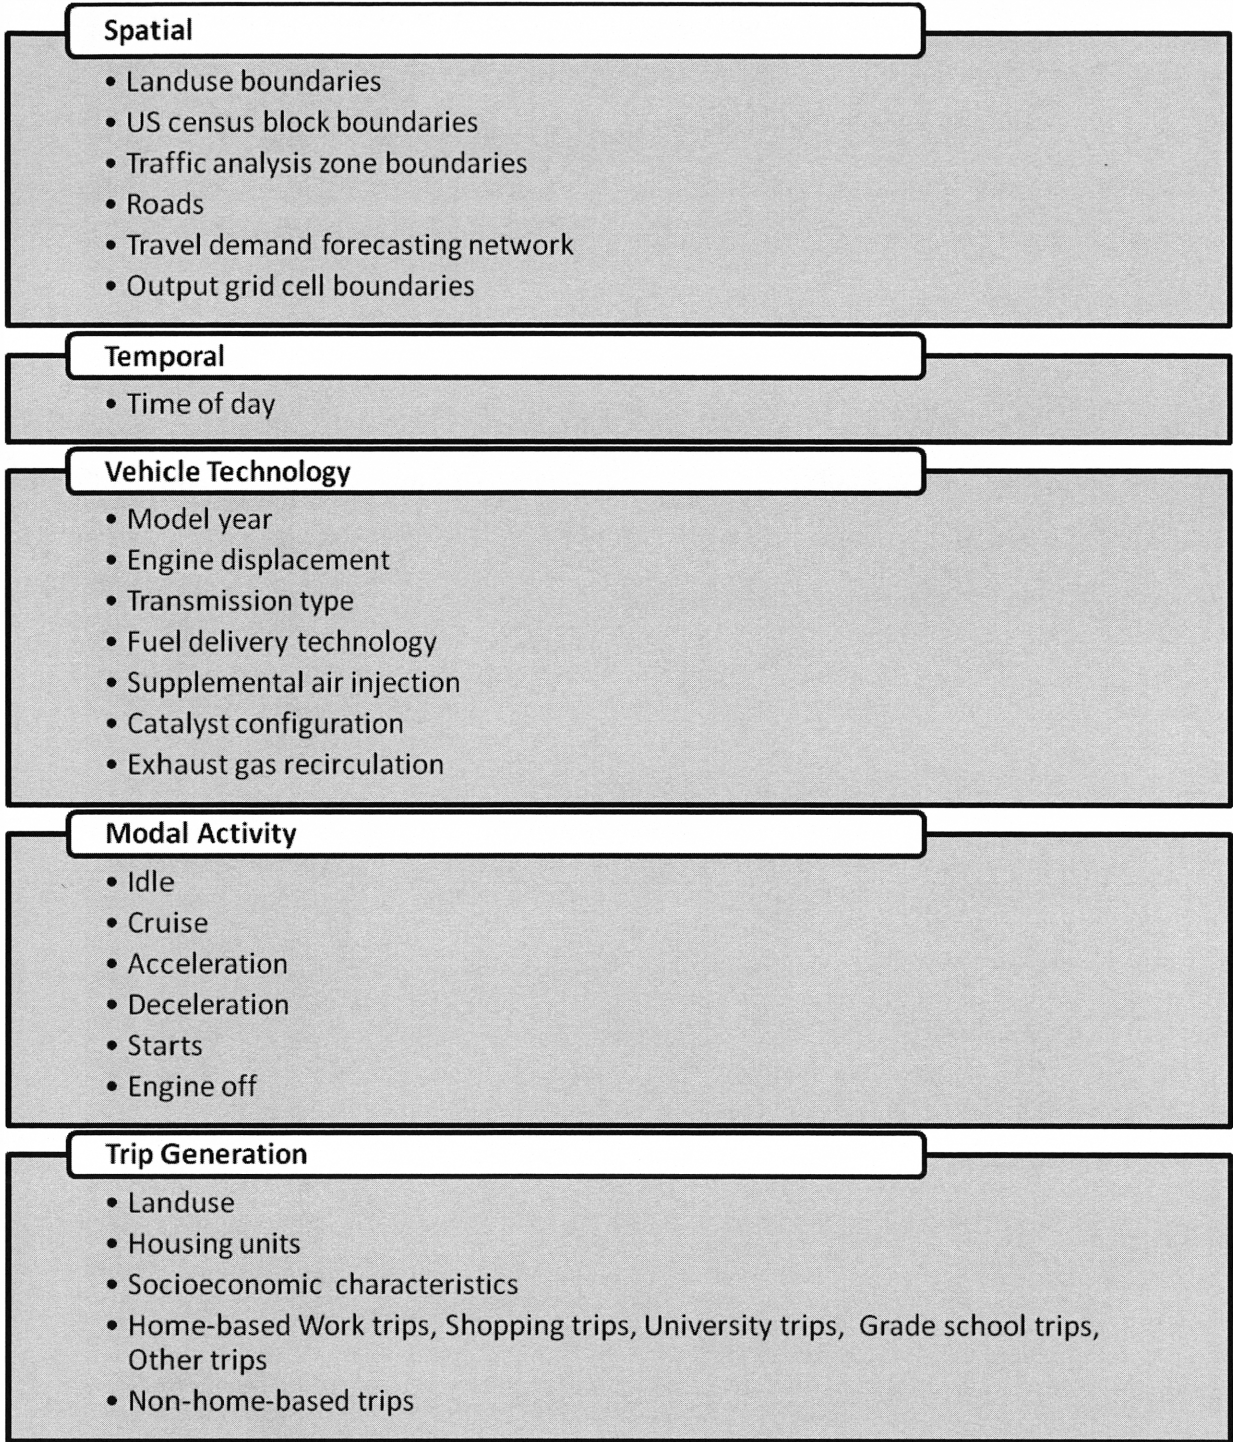 Spatial
• Landuse boundaries
• US census block boundaries
• Traffic analysis zone boundaries
• Roads
• Travel demand forecasting network
• Output grid cell boundaries
Temporal
• Time of day
Vehicle Technology
• Model year
• Engine displacement
• Transmission type
• Fuel delivery technology
• Supplemental air injection
• Catalyst configuration
• Exhaust gas recirculation
Modal Activity
• Idle
• Cruise
• Acceleration
• Deceleration
• Starts
• Engine off
Trip Generation
• Landuse
• Housing units
• Socioeconomic characteristics
• Home-based Work trips, Shopping trips, University trips, Grade school trips,
Other trips
• Non-home-based trips